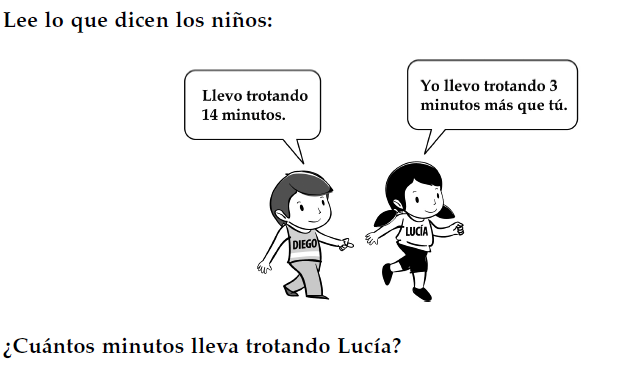 Lee lo que dicen los niños:
Llevo trotando
14 minutos.
Yo llevo trotando 3
minutos más que tú.
DIEGO
LUCÍA
¿Cuántos minutos lleva trotando Lucía?